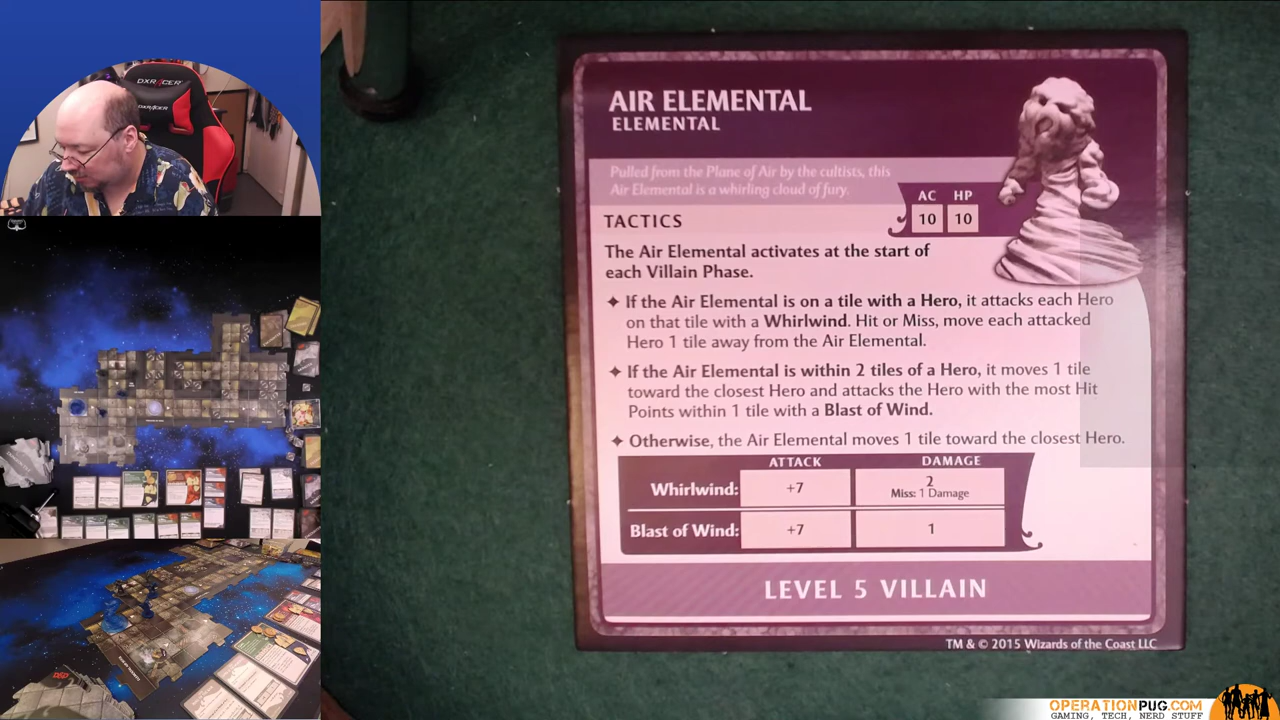 DXRACER
DXRACER
AIR ELEMENTAL
ELEMENTAL
Pulled from the Plane of Air by the cultists, this
Air Elemental is a whirling cloud of fury.
AC HP
10 10
TACTICS
The Air Elemental activates at the start of
each Villain Phase.
✦ If the Air Elemental is on a tile with a Hero, it attacks each Hero
on that tile with a Whirlwind. Hit or Miss, move each attacked
Hero 1 tile away from the Air Elemental.
✦ If the Air Elemental is within 2 tiles of a Hero, it moves 1 tile
toward the closest Hero and attacks the Hero with the most Hit
Points within 1 tile with a Blast of Wind.
✦ Otherwise, the Air Elemental moves 1 tile toward the closest Hero.
ATTACK DAMAGE
Whirlwind: +7 2
Miss: 1 Damage
Blast of Wind: +7 1
LEVEL 5 VILLAIN
TM & © 2015 Wizards of the Coast LLC
OPERATIONPUG.COM
GAMING, TECH, NERD STUFF